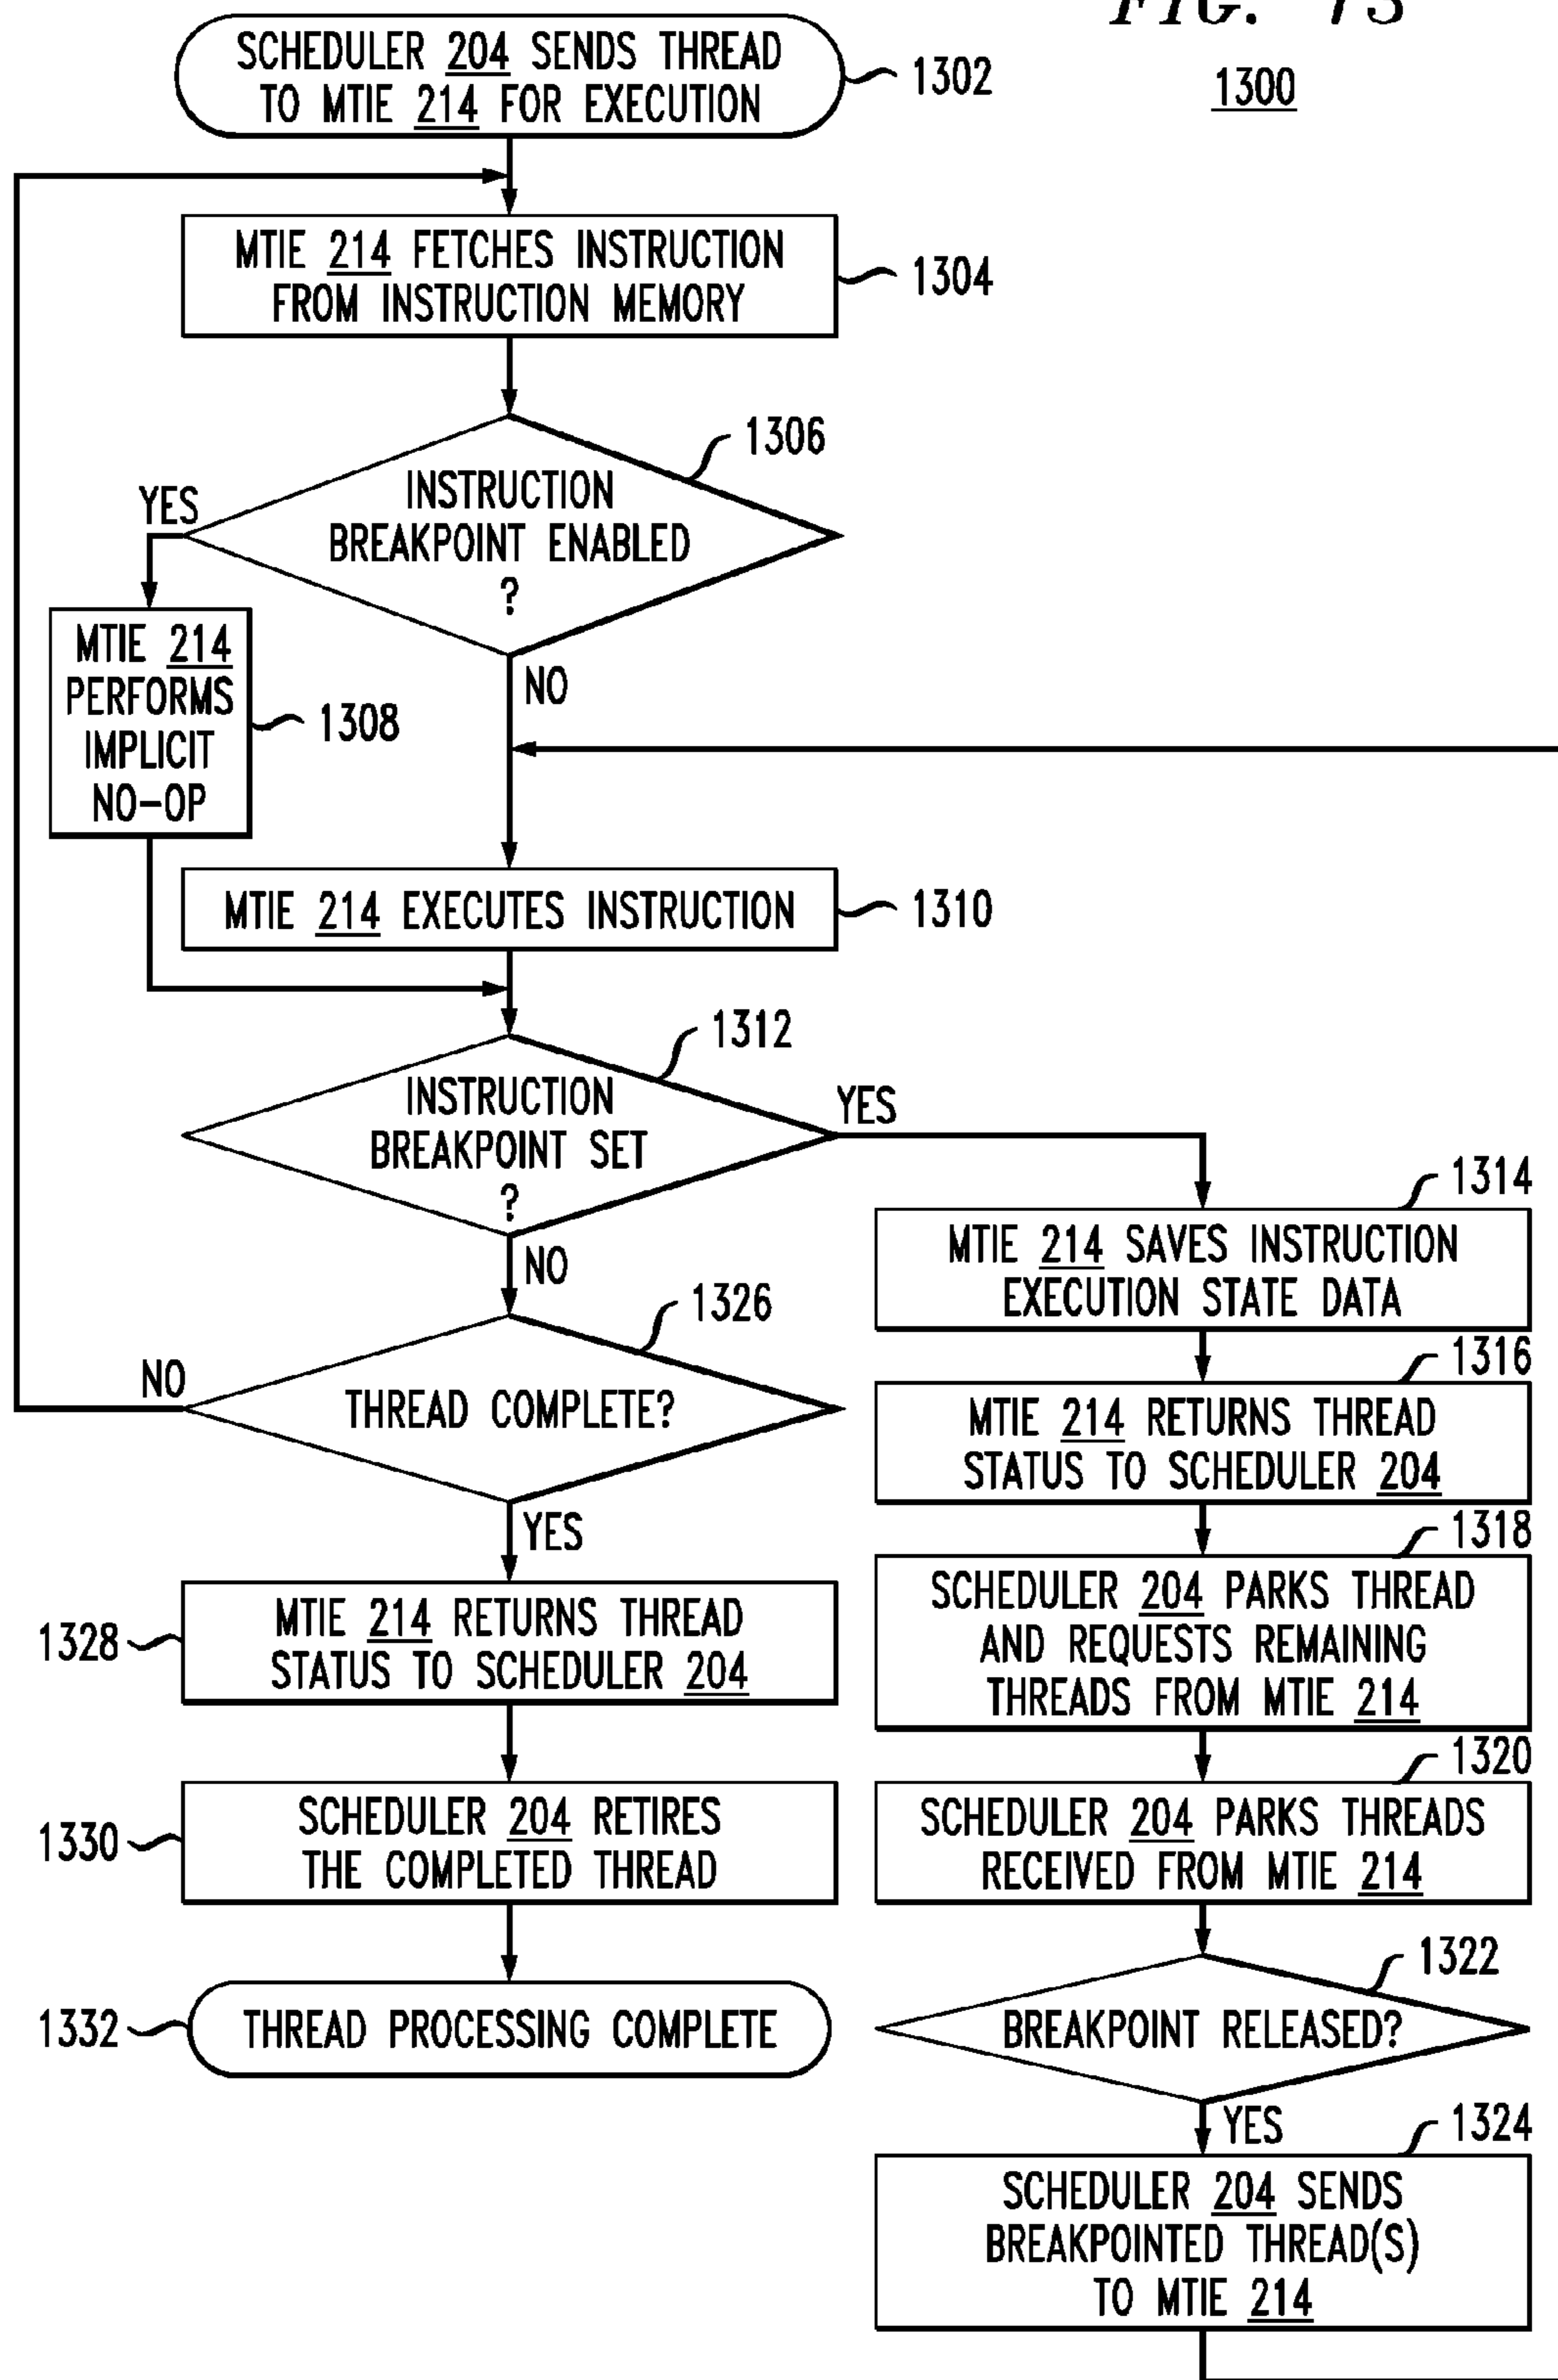 FIG. 13
1300
SCHEDULER 204 SENDS THREAD
TO MTIE 214 FOR EXECUTION
1302
MTIE 214 FETCHES INSTRUCTION
FROM INSTRUCTION MEMORY
1304
1306
INSTRUCTION
BREAKPOINT ENABLED
?
YES
NO
MTIE 214
PERFORMS
IMPLICIT
NO-OP
1308
MTIE 214 EXECUTES INSTRUCTION
1310
1312
INSTRUCTION
BREAKPOINT SET
?
YES
NO
1314
MTIE 214 SAVES INSTRUCTION
EXECUTION STATE DATA
1326
THREAD COMPLETE?
NO
YES
1316
MTIE 214 RETURNS THREAD
STATUS TO SCHEDULER 204
1318
SCHEDULER 204 PARKS THREAD
AND REQUESTS REMAINING
THREADS FROM MTIE 214
1328
MTIE 214 RETURNS THREAD
STATUS TO SCHEDULER 204
1320
SCHEDULER 204 PARKS THREADS
RECEIVED FROM MTIE 214
1330
SCHEDULER 204 RETIRES
THE COMPLETED THREAD
1322
BREAKPOINT RELEASED?
YES
1332
THREAD PROCESSING COMPLETE
1324
SCHEDULER 204 SENDS
BREAKPOINTED THREAD(S)
TO MTIE 214